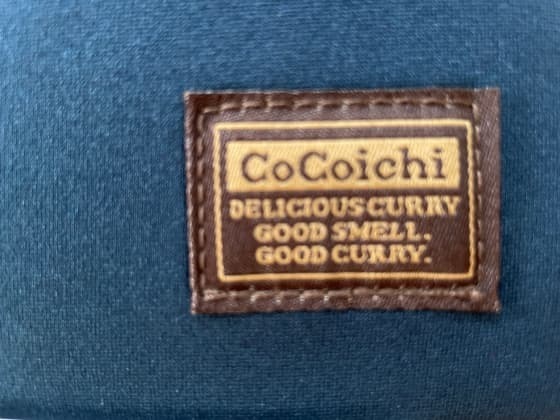 CoCoichi
DELICIOUS CURRY
GOOD SMELL.
GOOD CURRY.